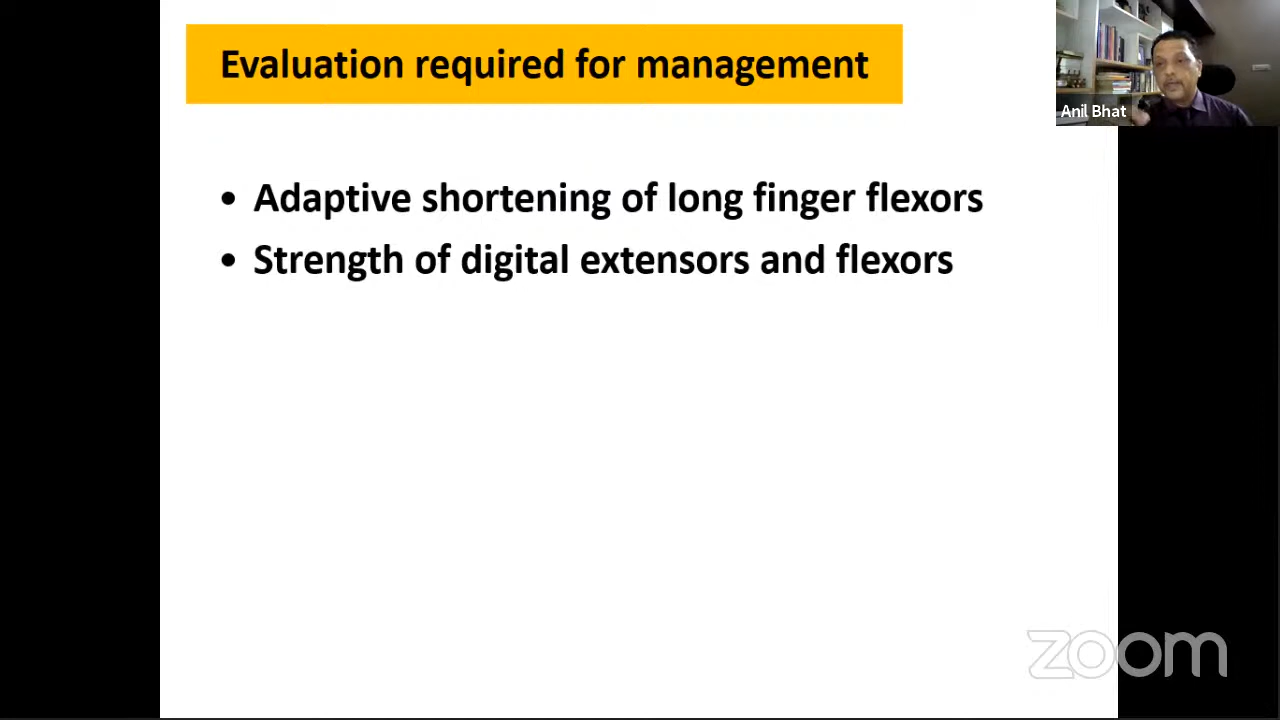 Evaluation required for management
Anil Bhat
• Adaptive shortening of long finger flexors
• Strength of digital extensors and flexors
zoom